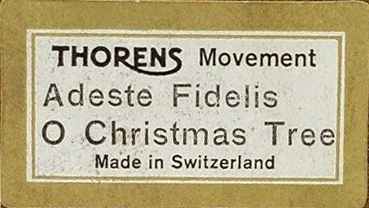 THORENS Movement
Adeste Fidelis
O Christmas Tree
Made in Switzerland